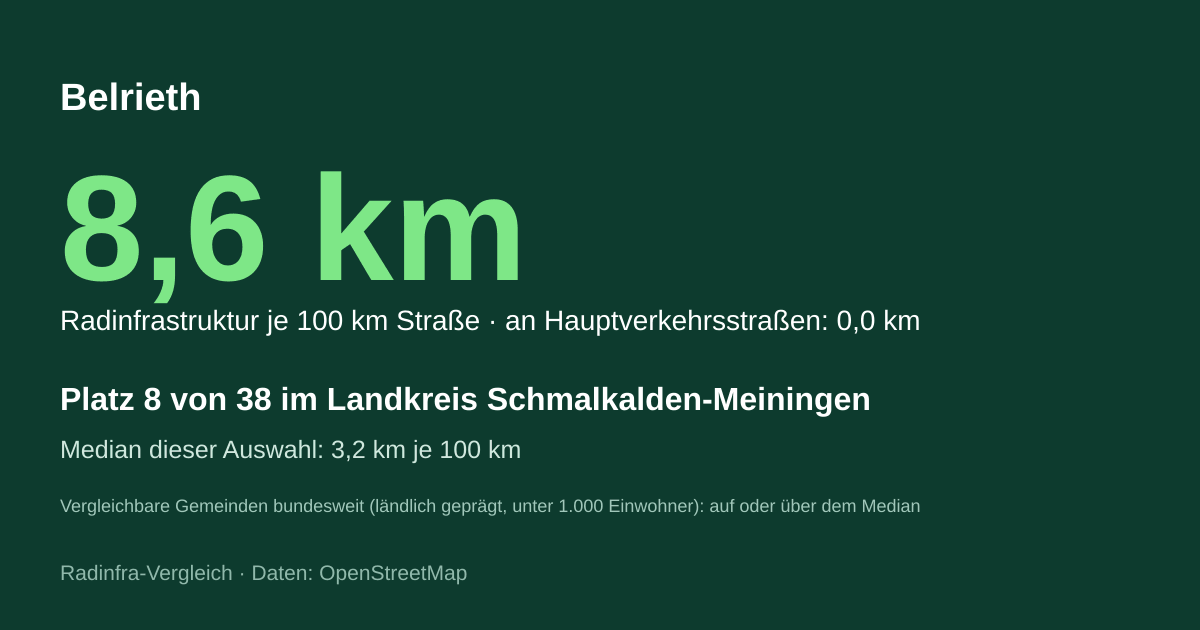 Belrieth
8,6 km
Radinfrastruktur je 100 km Straße · an Hauptverkehrsstraßen: 0,0 km
Platz 8 von 38 im Landkreis Schmalkalden-Meiningen
Median dieser Auswahl: 3,2 km je 100 km
Vergleichbare Gemeinden bundesweit (ländlich geprägt, unter 1.000 Einwohner): auf oder über dem Median
Radinfra-Vergleich · Daten: OpenStreetMap